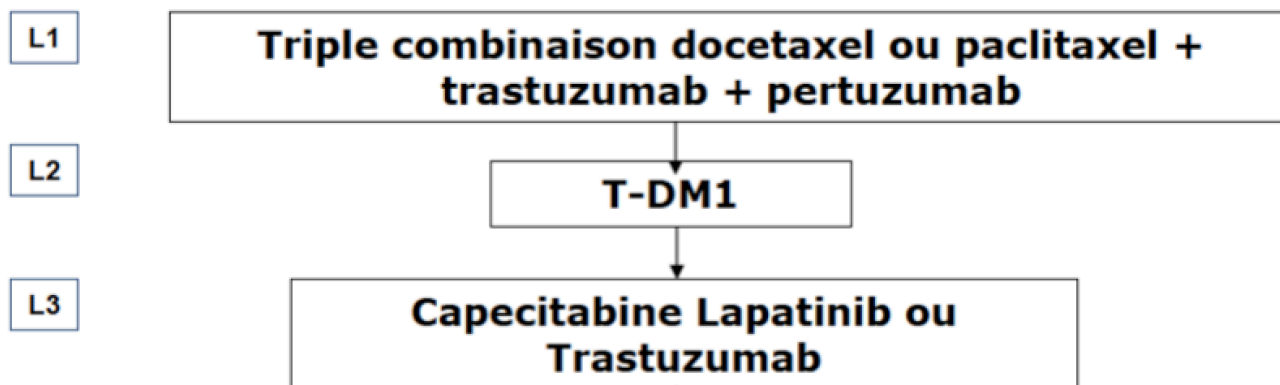 L1
Triple combinaison docetaxel ou paclitaxel +
trastuzumab + pertuzumab
L2
T-DM1
L3
Capecitabine Lapatinib ou
Trastuzumab